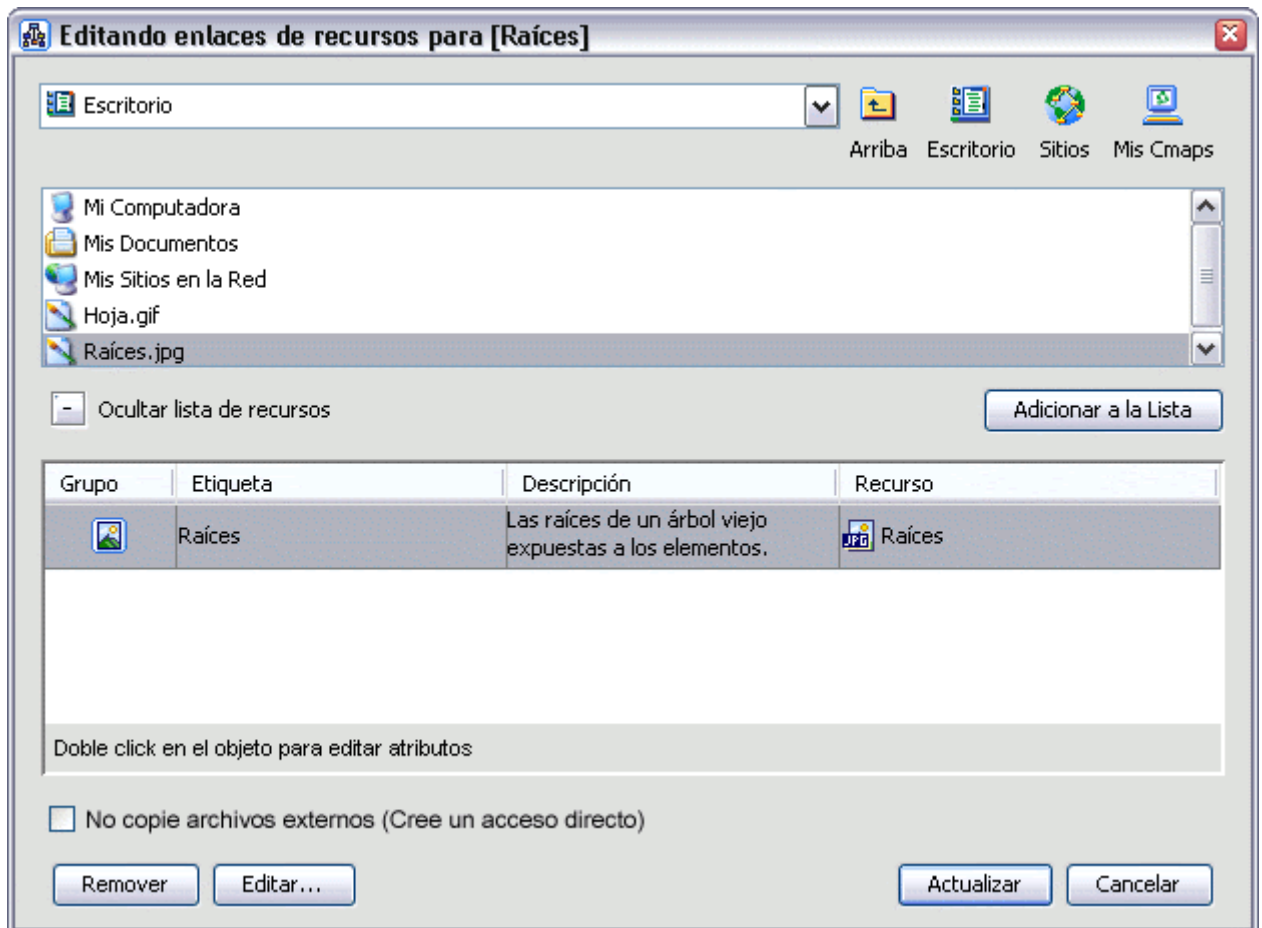 Editando enlaces de recursos para [Raíces]
Escritorio
Arriba Escritorio Sitios Mis Cmaps
Mi Computadora
Mis Documentos
Mis Sitios en la Red
Hoja.gif
Raíces.jpg
- Ocultar lista de recursos
Adicionar a la Lista
Grupo Etiqueta Descripción Recurso
Raíces
Las raíces de un árbol viejo
expuestas a los elementos.
JPG Raíces
Doble click en el objeto para editar atributos
No copie archivos externos (Cree un acceso directo)
Remover Editar... Actualizar Cancelar